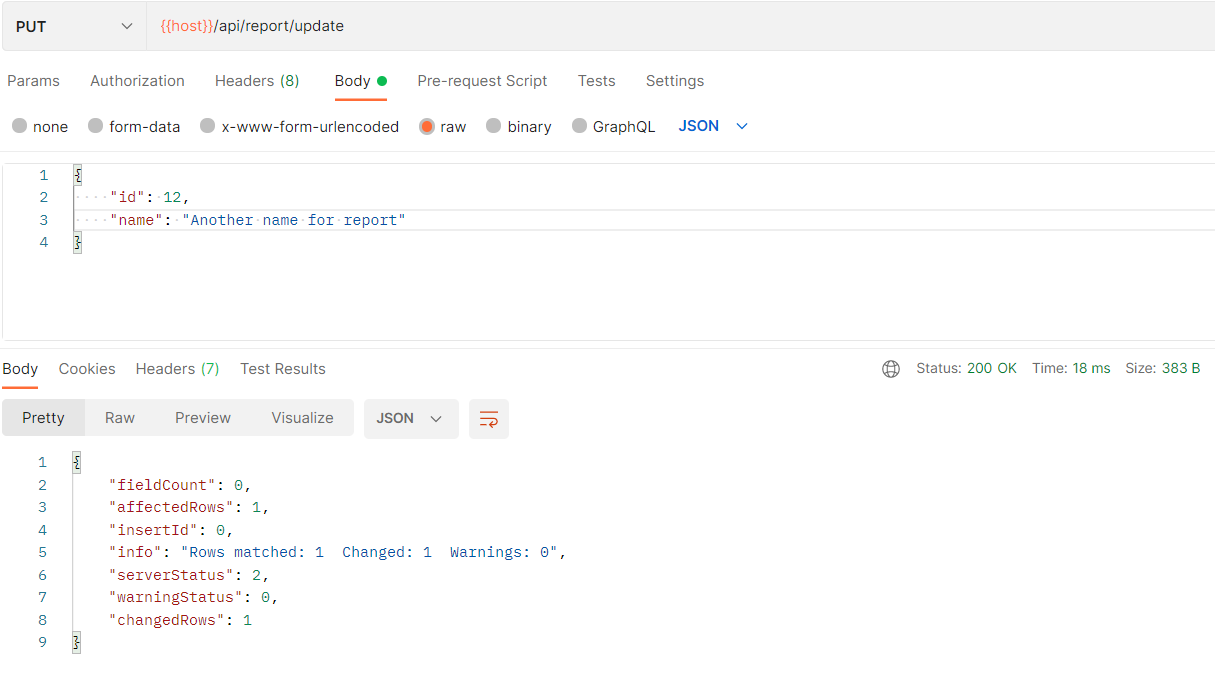 PUT {{host}}/api/report/update
Params Authorization Headers (8) Body Pre-request Script Tests Settings
none form-data x-www-form-urlencoded raw binary GraphQL JSON
1 {
2 ····"id":·12,
3 ····"name":·"Another·name·for·report"
4 }
Body Cookies Headers (7) Test Results Status: 200 OK Time: 18 ms Size: 383 B
Pretty Raw Preview Visualize JSON
1 {
2 "fieldCount": 0,
3 "affectedRows": 1,
4 "insertId": 0,
5 "info": "Rows matched: 1  Changed: 1  Warnings: 0",
6 "serverStatus": 2,
7 "warningStatus": 0,
8 "changedRows": 1
9 }